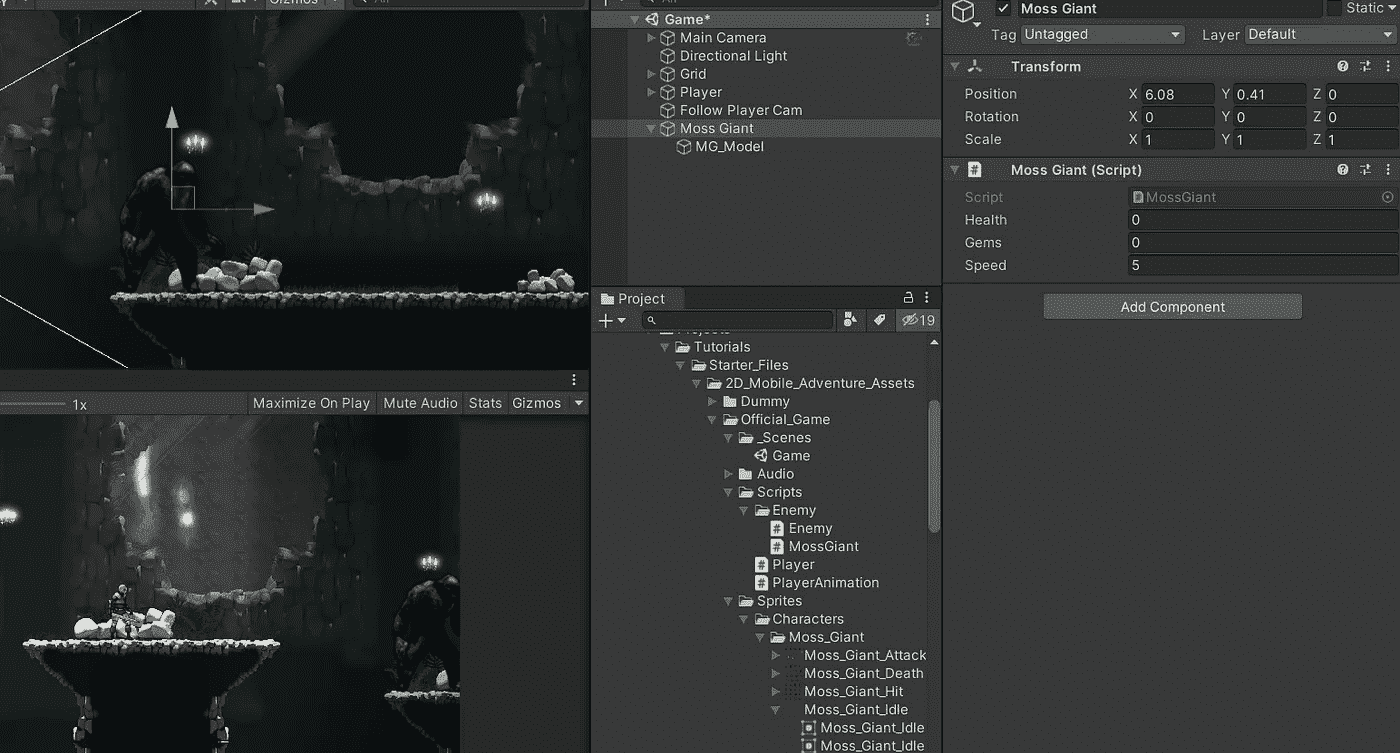 Gizmos
All
All
Game*
Main Camera
Directional Light
Grid
Player
Follow Player Cam
Moss Giant
MG_Model
Moss Giant
Static
Tag Untagged
Layer Default
Transform
Position X 6.08 Y 0.41 Z 0
Rotation X 0 Y 0 Z 0
Scale X 1 Y 1 Z 1
# Moss Giant (Script)
Script # MossGiant
Health 0
Gems 0
Speed 5
Add Component
1x Maximize On Play Mute Audio Stats Gizmos
Project
19
Projects
Tutorials
Starter_Files
2D_Mobile_Adventure_Assets
Dummy
Official_Game
_Scenes
Game
Audio
Scripts
Enemy
# Enemy
# MossGiant
# Player
# PlayerAnimation
Sprites
Characters
Moss_Giant
Moss_Giant_Attack
Moss_Giant_Death
Moss_Giant_Hit
Moss_Giant_Idle
Moss_Giant_Idle
Moss_Giant_Idle